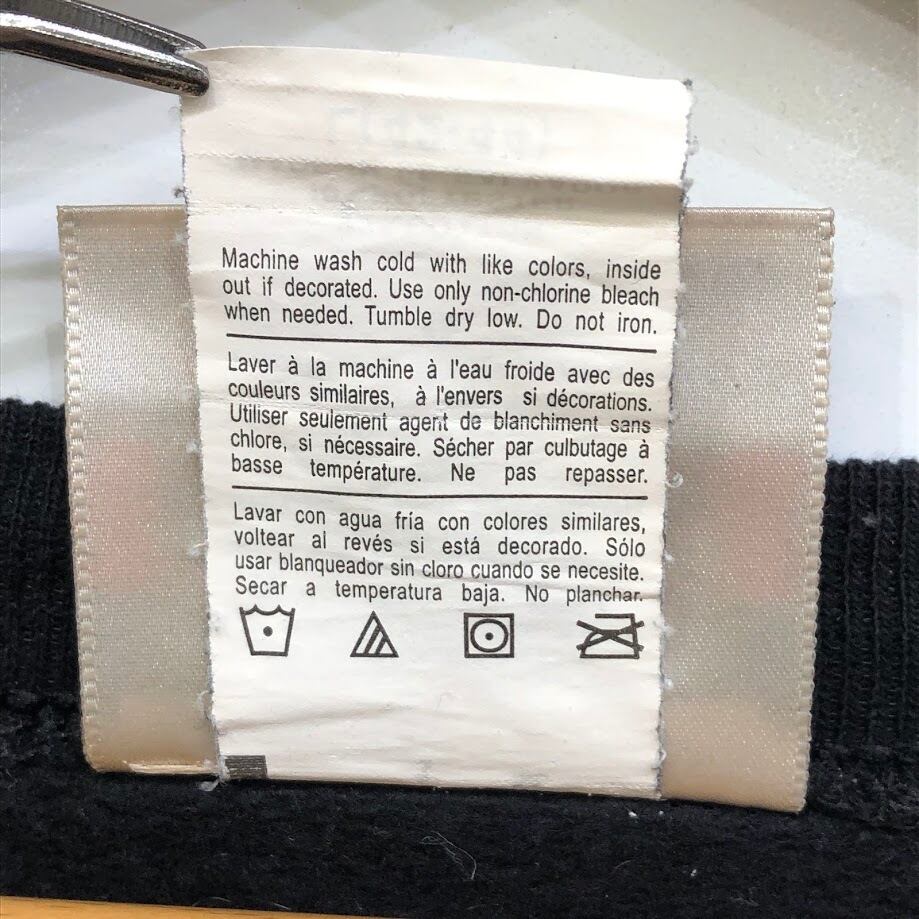 Machine wash cold with like colors, inside
out if decorated. Use only non-chlorine bleach
when needed. Tumble dry low. Do not iron.
Laver à la machine à l'eau froide avec des
couleurs similaires, à l'envers si décorations.
Utiliser seulement agent de blanchiment sans
chlore, si nécessaire. Sécher par culbutage à
basse température. Ne pas repasser.
Lavar con agua fría con colores similares,
voltear al revés si está decorado. Sólo
usar blanqueador sin cloro cuando se necesite.
Secar a temperatura baja. No planchar.